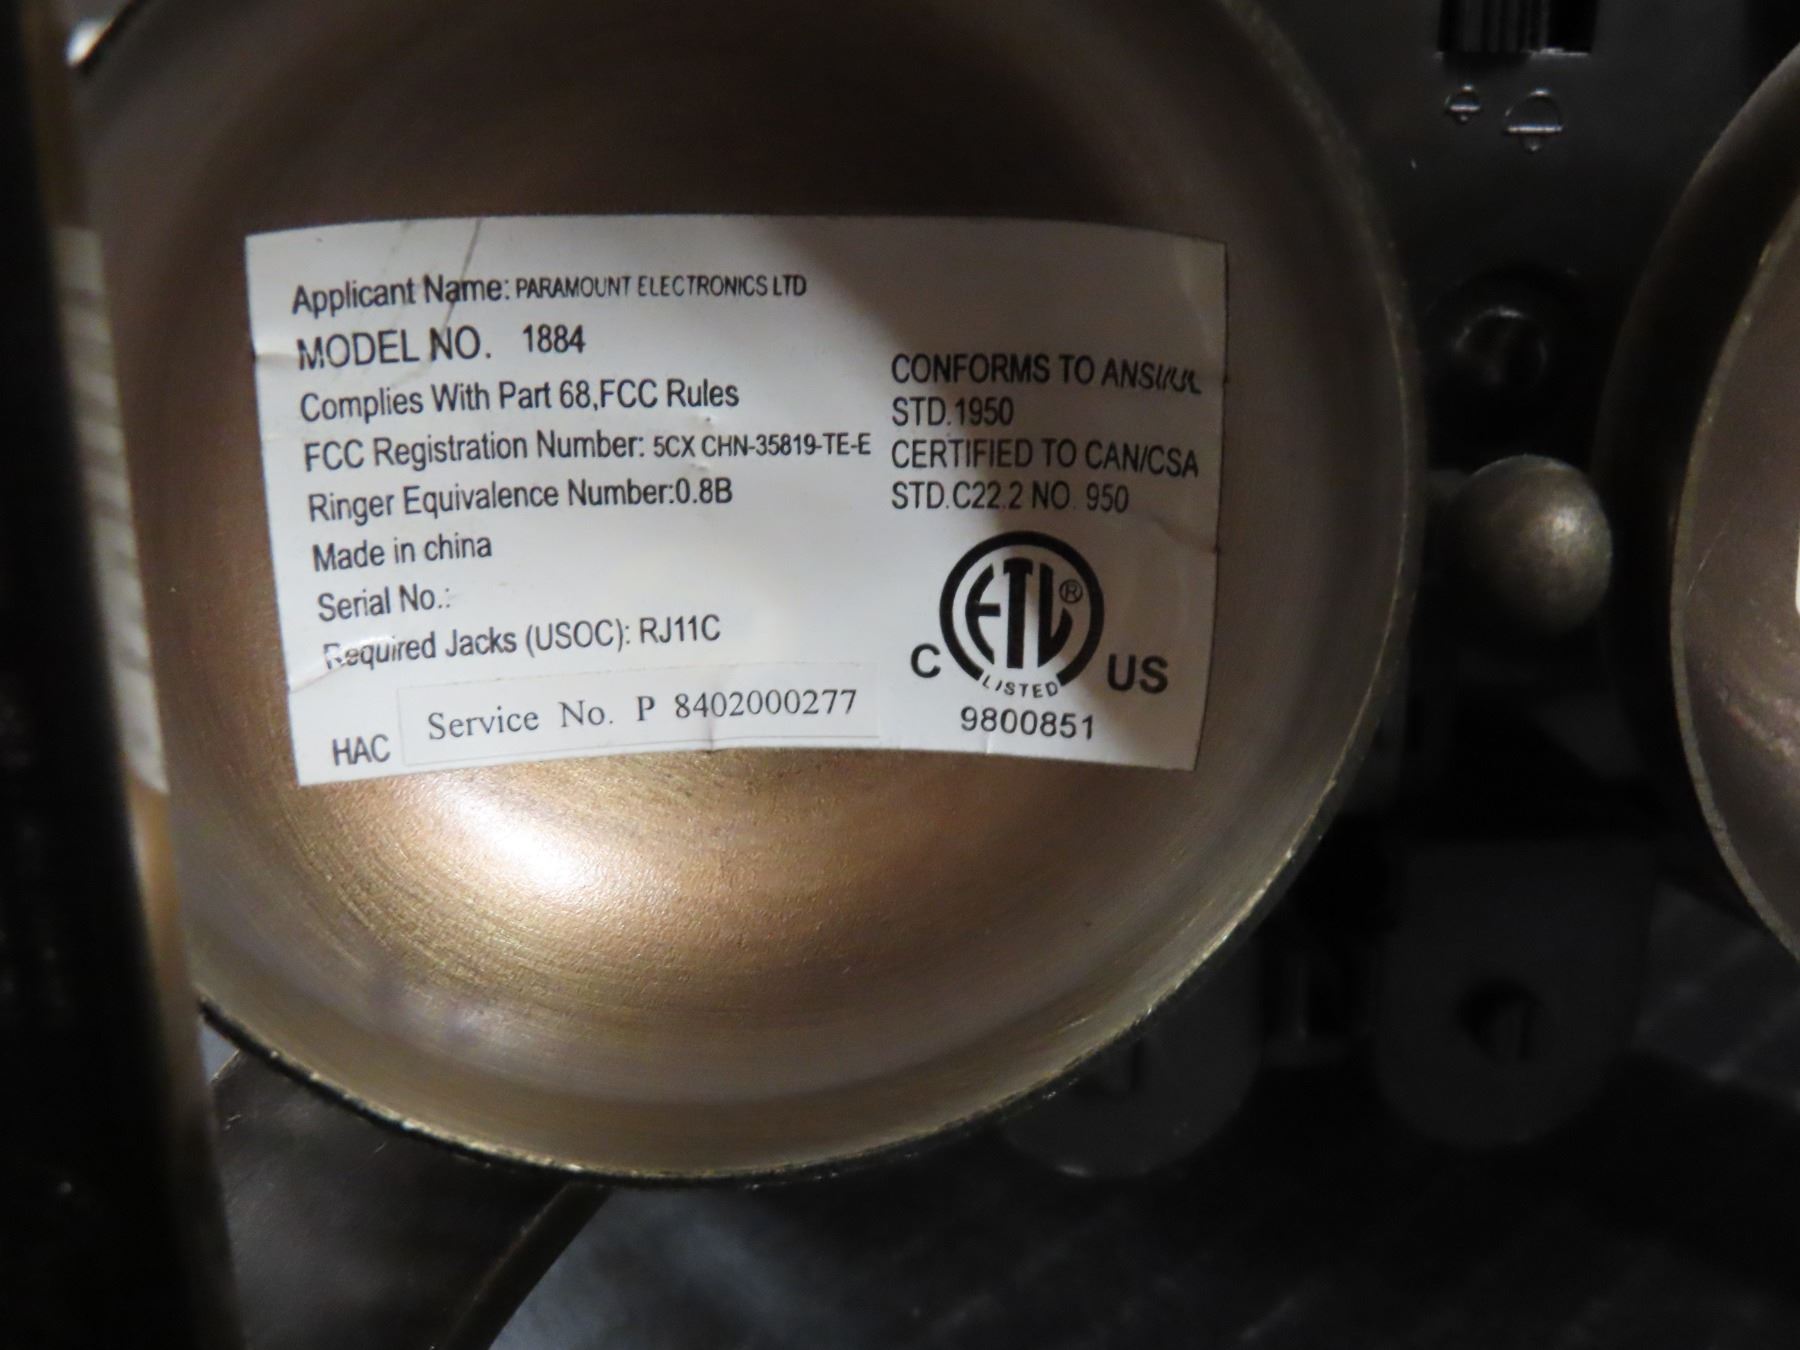 Applicant Name: PARAMOUNT ELECTRONICS LTD
MODEL NO. 1884
Complies With Part 68,FCC Rules
FCC Registration Number: 5CX CHN-35819-TE-E
Ringer Equivalence Number:0.8B
Made in china
Serial No.:
Required Jacks (USOC): RJ11C
HAC
Service No. P 8402000277
CONFORMS TO ANSI/UL
STD.1950
CERTIFIED TO CAN/CSA
STD.C22.2 NO. 950
ETL®
LISTED
C US
9800851